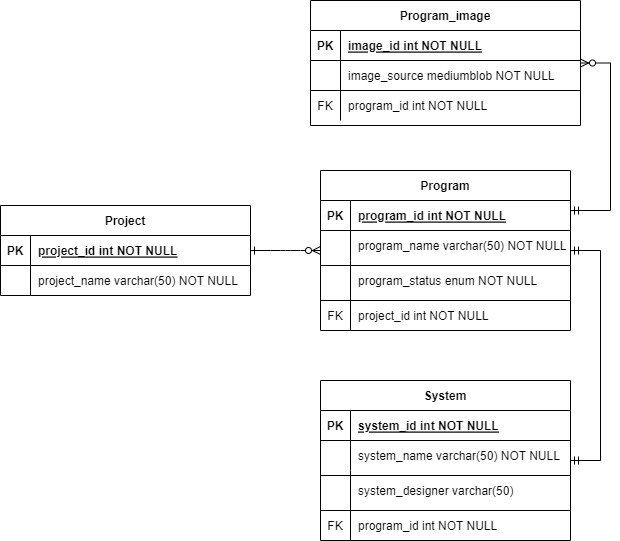 Program_image
PK image_id int NOT NULL
image_source mediumblob NOT NULL
FK program_id int NOT NULL
Project
PK project_id int NOT NULL
project_name varchar(50) NOT NULL
Program
PK program_id int NOT NULL
program_name varchar(50) NOT NULL
program_status enum NOT NULL
FK project_id int NOT NULL
System
PK system_id int NOT NULL
system_name varchar(50) NOT NULL
system_designer varchar(50)
FK program_id int NOT NULL